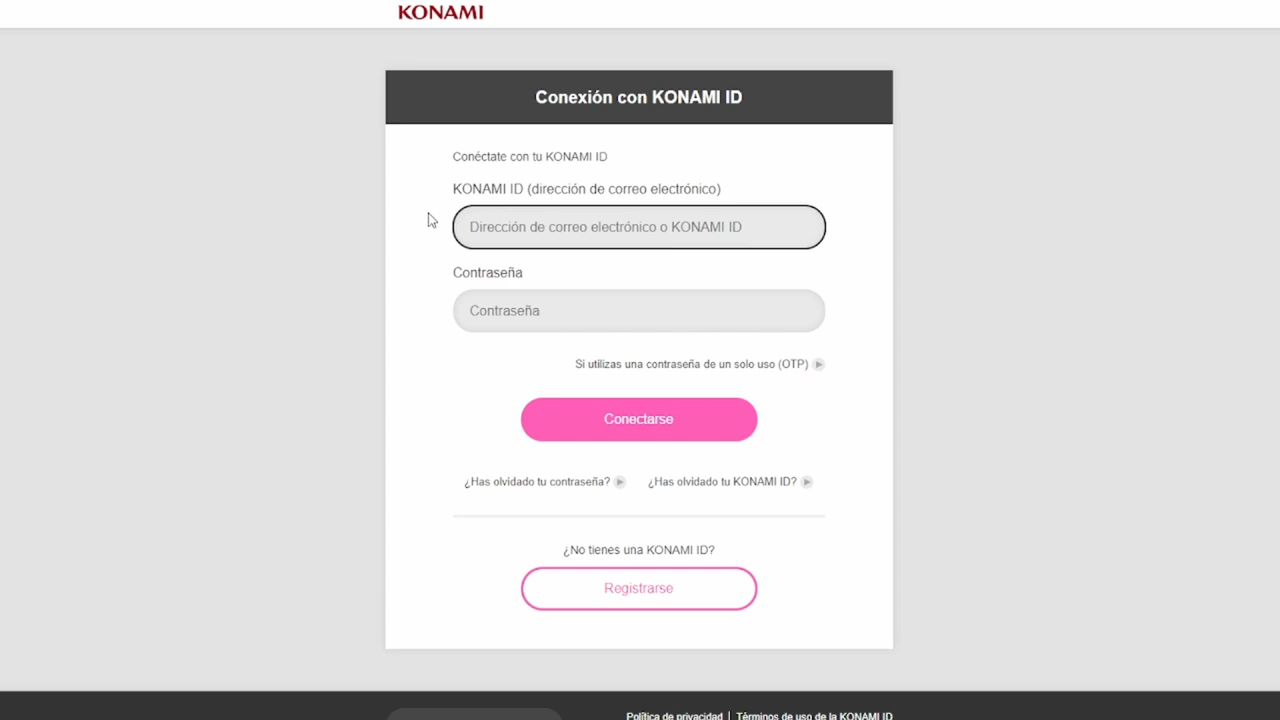 KONAMI
Conexión con KONAMI ID
Conéctate con tu KONAMI ID
KONAMI ID (dirección de correo electrónico)
Dirección de correo electrónico o KONAMI ID
Contraseña
Contraseña
Si utilizas una contraseña de un solo uso (OTP)
Conectarse
¿Has olvidado tu contraseña? ¿Has olvidado tu KONAMI ID?
¿No tienes una KONAMI ID?
Registrarse
Política de privacidad | Términos de uso de la KONAMI ID